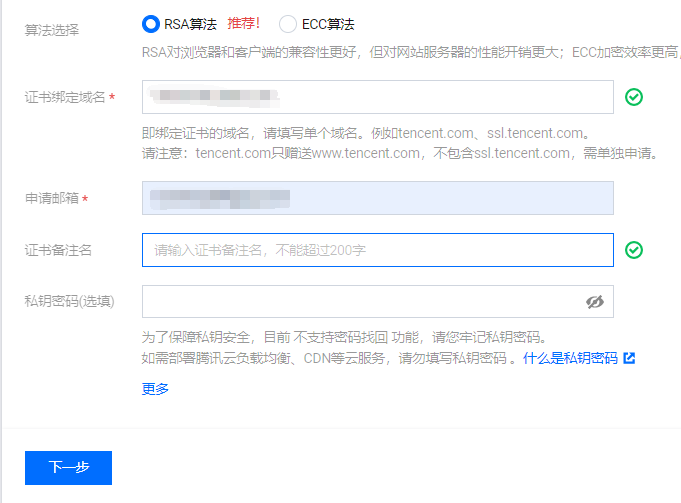 算法选择 RSA算法 推荐! ECC算法
RSA对浏览器和客户端的兼容性更好，但对网站服务器的性能开销更大；ECC加密效率更高，
证书绑定域名 *
即绑定证书的域名，请填写单个域名。例如tencent.com、ssl.tencent.com。
请注意：tencent.com只赠送www.tencent.com，不包含ssl.tencent.com，需单独申请。
申请邮箱 *
证书备注名 请输入证书备注名，不能超过200字
私钥密码(选填)
为了保障私钥安全，目前 不支持密码找回 功能，请您牢记私钥密码。
如需部署腾讯云负载均衡、CDN等云服务，请勿填写私钥密码 。什么是私钥密码
更多
下一步